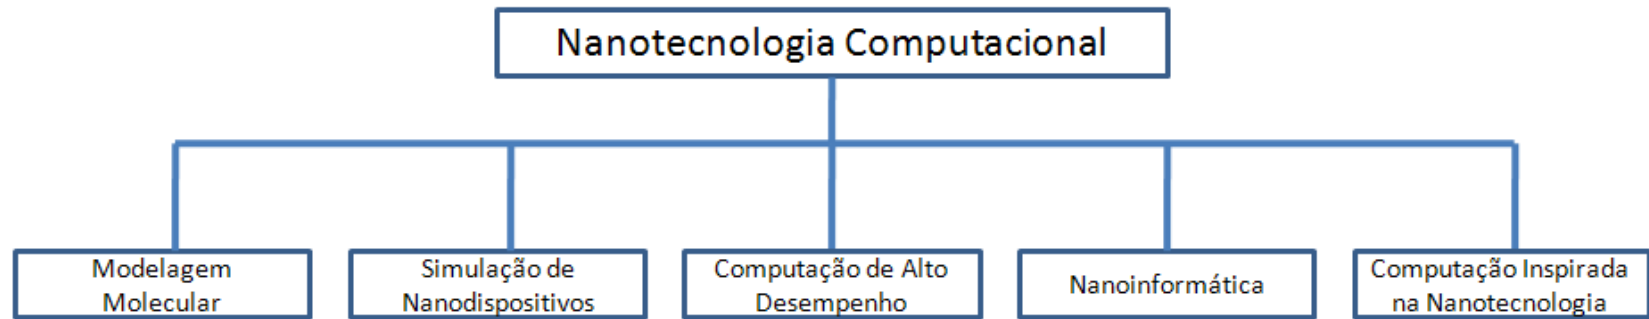 Nanotecnologia Computacional
Modelagem
Molecular
Simulação de
Nanodispositivos
Computação de Alto
Desempenho
Nanoinformática
Computação Inspirada
na Nanotecnologia